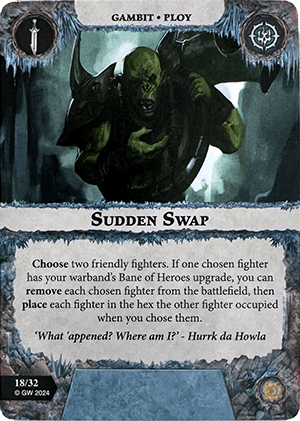 GAMBIT • PLOY
SUDDEN SWAP
Choose two friendly fighters. If one chosen fighter
has your warband's Bane of Heroes upgrade, you can
remove each chosen fighter from the battlefield, then
place each fighter in the hex the other fighter occupied
when you chose them.
'What 'appened? Where am I?' - Hurrk da Howla
18/32
© GW 2024